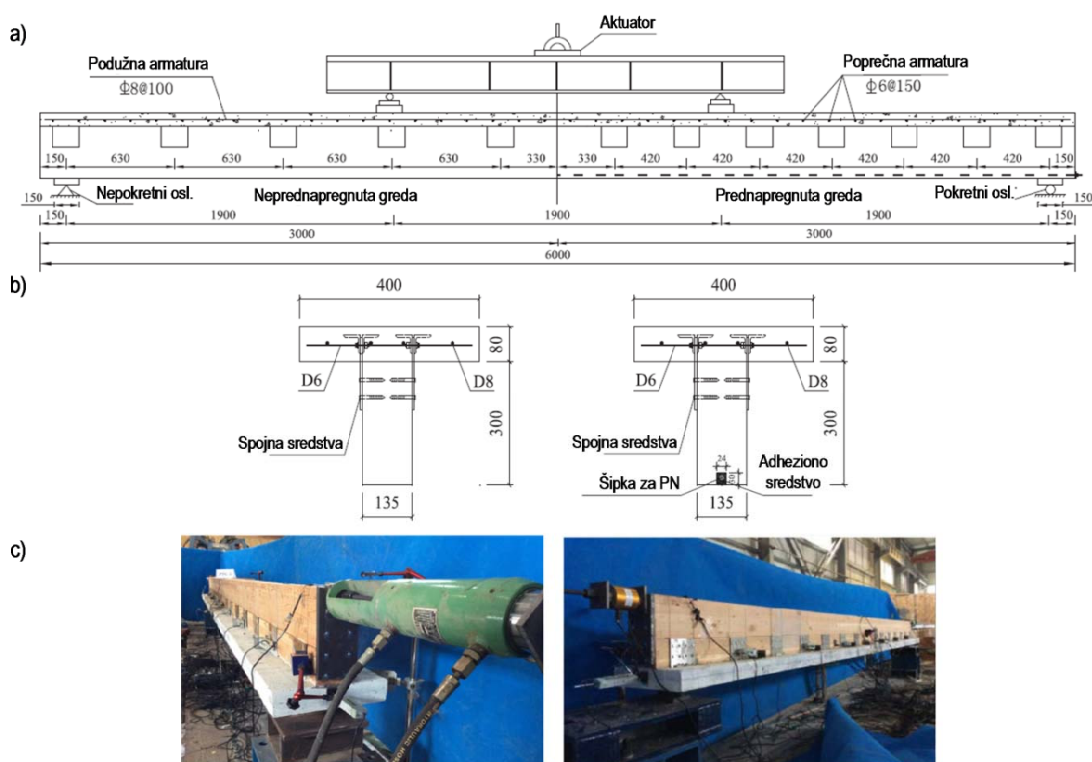 a)
Aktuator
Podužna armatura
Φ8@100
Poprečna armatura
Φ6@150
150 630 630 630 630 330 330 420 420 420 420 420 420 150
Nepokretni osl.
Neprednapregnuta greda
Prednapregnuta greda
Pokretni osl.
150
150
150 1900 1900 1900 150
3000 3000
6000
b)
400
400
80
80
D6
D8
D6
D8
300
300
Spojna sredstva
Spojna sredstva
24
Adheziono
sredstvo
Šipka za PN
135
135
c)